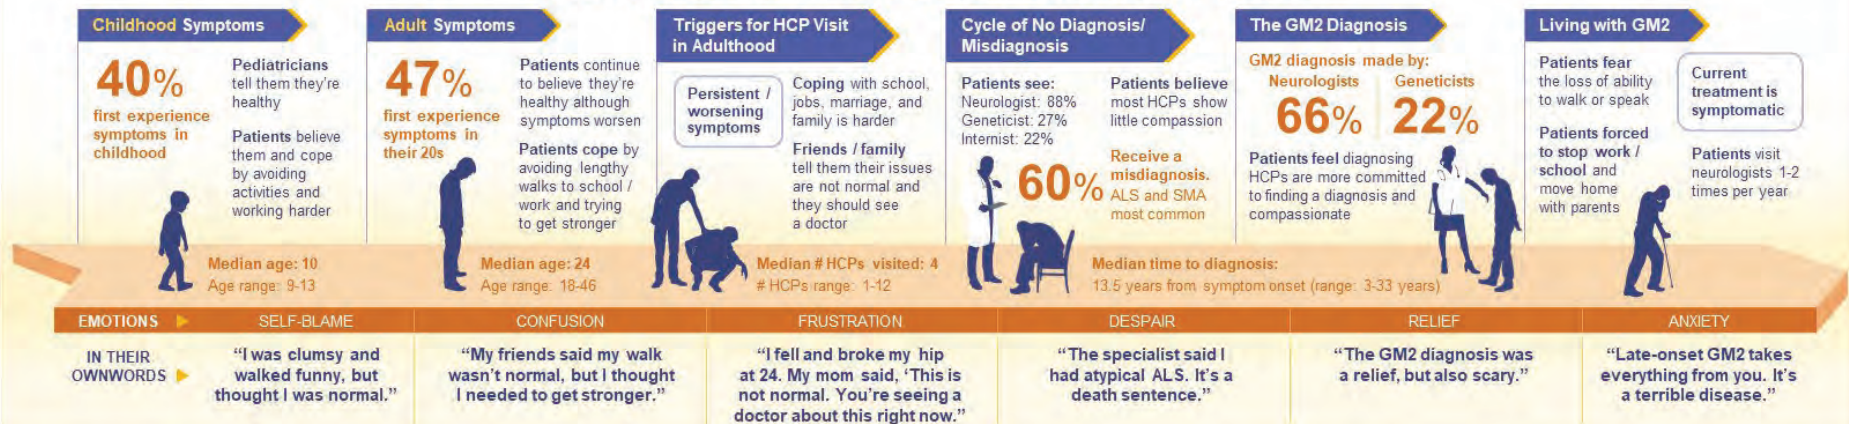 Childhood Symptoms
40%
first experience
symptoms in
childhood
Pediatricians
tell them they're
healthy
Patients believe
them and cope
by avoiding
activities and
working harder
Median age: 10
Age range: 9-13
Adult Symptoms
47%
first experience
symptoms in
their 20s
Patients continue
to believe they're
healthy although
symptoms worsen
Patients cope by
avoiding lengthy
walks to school /
work and trying
to get stronger
Median age: 24
Age range: 18-46
Triggers for HCP Visit
in Adulthood
Persistent /
worsening
symptoms
Coping with school,
jobs, marriage, and
family is harder
Friends / family
tell them their issues
are not normal and
they should see
a doctor
Median # HCPs visited: 4
# HCPs range: 1-12
Cycle of No Diagnosis/
Misdiagnosis
Patients see:
Neurologist: 88%
Geneticist: 27%
Internist: 22%
Patients believe
most HCPs show
little compassion
60%
Receive a
misdiagnosis.
ALS and SMA
most common
Median time to diagnosis:
13.5 years from symptom onset (range: 3-33 years)
The GM2 Diagnosis
GM2 diagnosis made by:
Neurologists
66%
Geneticists
22%
Patients feel diagnosing
HCPs are more committed
to finding a diagnosis and
compassionate
Living with GM2
Patients fear
the loss of ability
to walk or speak
Patients forced
to stop work /
school and
move home
with parents
Current
treatment is
symptomatic
Patients visit
neurologists 1-2
times per year
EMOTIONS
SELF-BLAME
CONFUSION
FRUSTRATION
DESPAIR
RELIEF
ANXIETY
IN THEIR
OWNWORDS
"I was clumsy and
walked funny, but
thought I was normal."
"My friends said my walk
wasn't normal, but I thought
I needed to get stronger."
"I fell and broke my hip
at 24. My mom said, 'This is
not normal. You're seeing a
doctor about this right now."
"The specialist said I
had atypical ALS. It's a
death sentence."
"The GM2 diagnosis was
a relief, but also scary."
"Late-onset GM2 takes
everything from you. It's
a terrible disease."